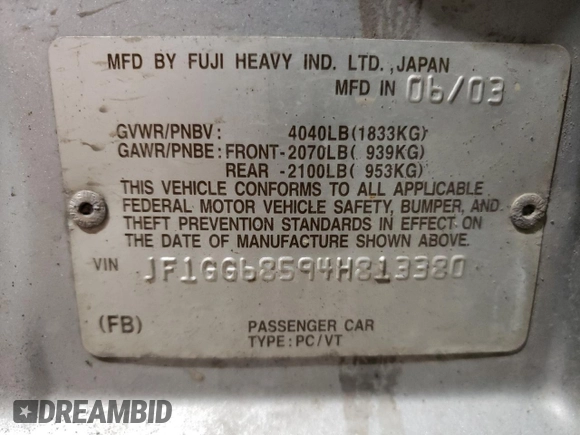 MFD BY FUJI HEAVY IND. LTD. ,JAPAN
MFD IN 06/03
GVWR/PNBV: 4040LB(1833KG)
GAWR/PNBE: FRONT-2070LB( 939KG)
REAR -2100LB( 953KG)
THIS VEHICLE CONFORMS TO ALL APPLICABLE
FEDERAL MOTOR VEHICLE SAFETY, BUMPER, AND
THEFT PREVENTION STANDARDS IN EFFECT ON
THE DATE OF MANUFACTURE SHOWN ABOVE.
VIN JF1GG68594H813380
(FB) PASSENGER CAR
TYPE: PC/VT
DREAMBID